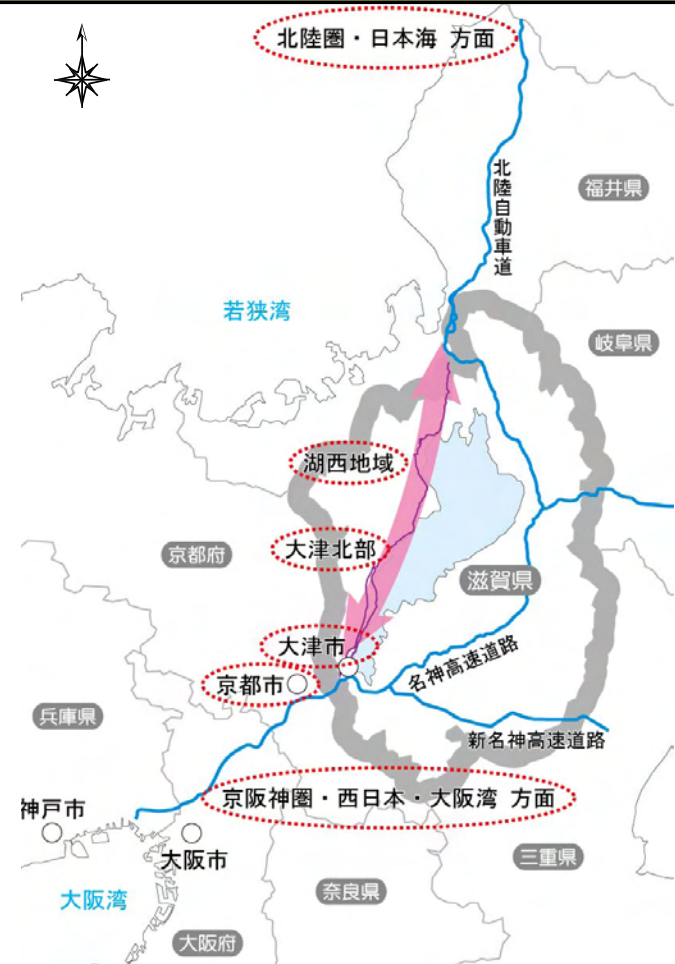 北陸圏・日本海 方面
北陸自動車道
福井県
若狭湾
岐阜県
湖西地域
大津北部
京都府
滋賀県
大津市
京都市
名神高速道路
兵庫県
新名神高速道路
京阪神圏・西日本・大阪湾 方面
神戸市
大阪市
三重県
奈良県
大阪湾
大阪府